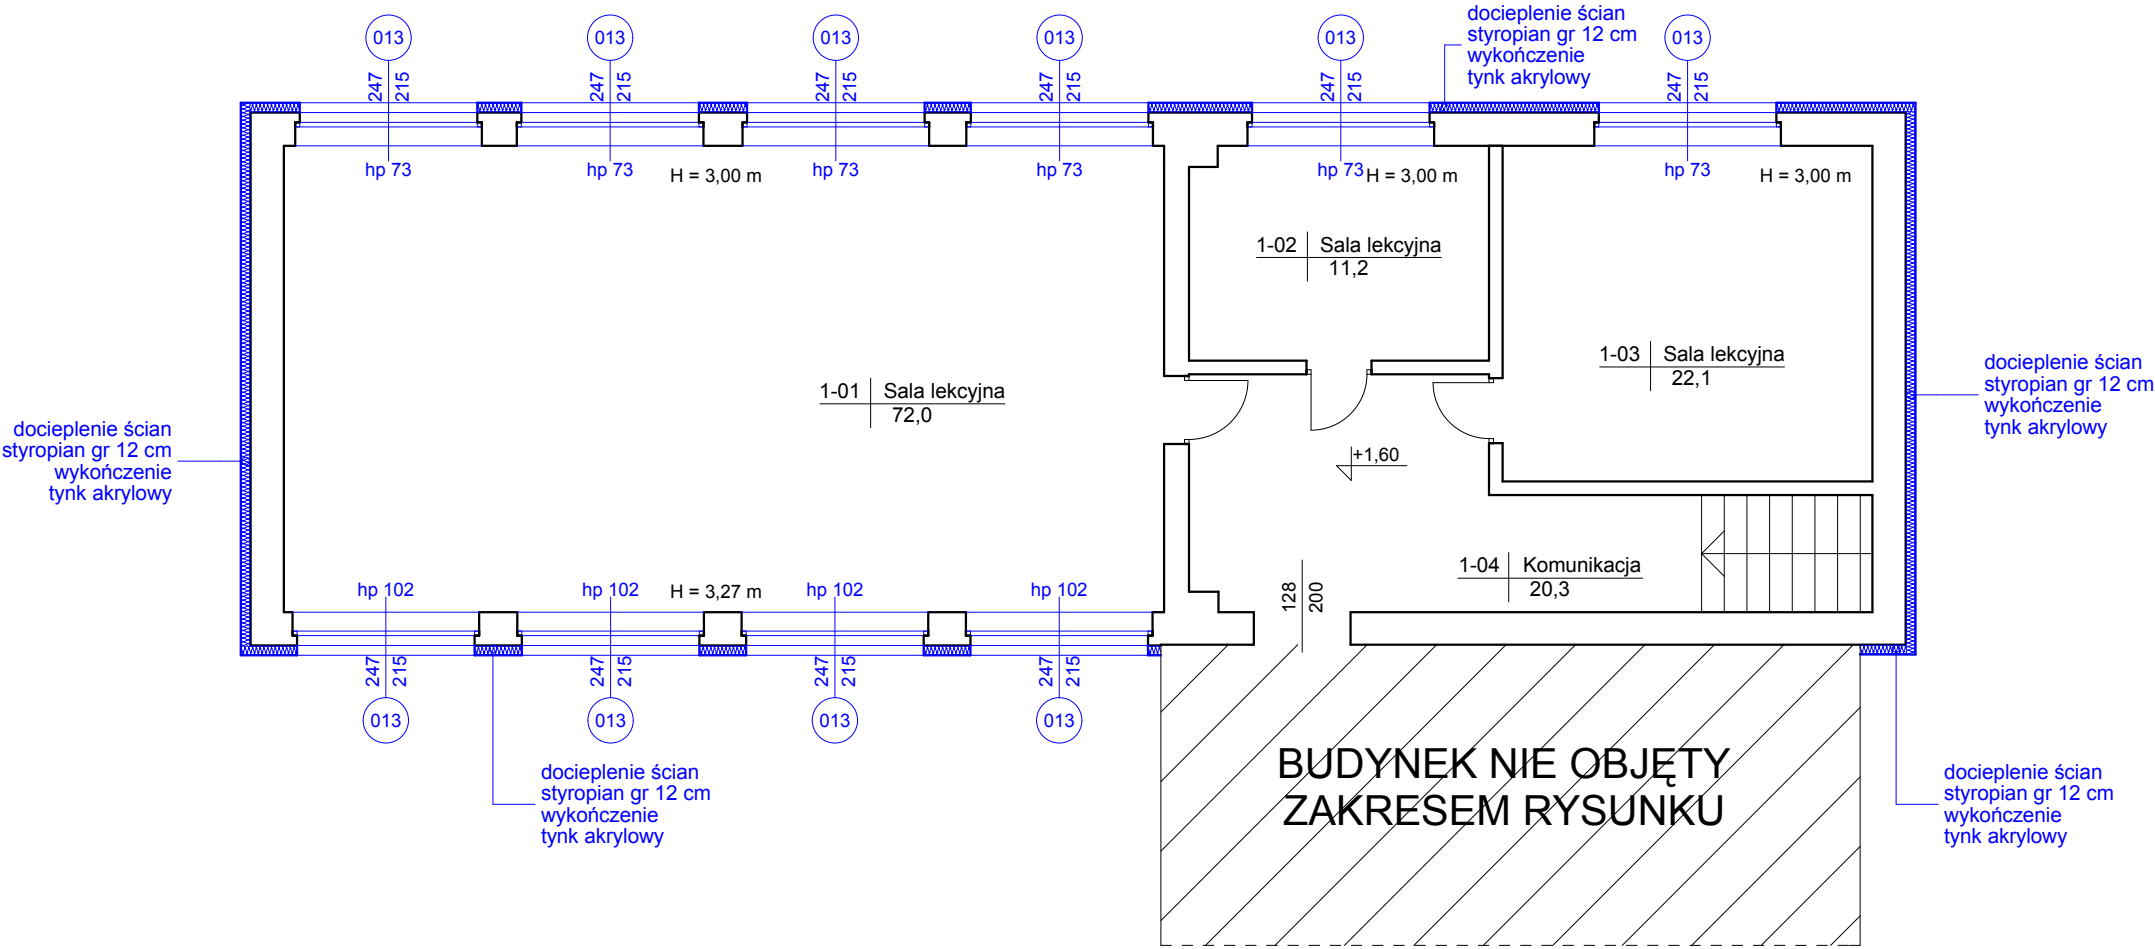 docieplenie ścian
styropian gr 12 cm
wykończenie
tynk akrylowy
013
013
013
013
013
013
247
215
247
215
247
215
247
215
247
215
247
215
hp 73
hp 73
H = 3,00 m
hp 73
hp 73
hp 73
H = 3,00 m
hp 73
H = 3,00 m
1-02 Sala lekcyjna
11,2
1-03 Sala lekcyjna
22,1
1-01 Sala lekcyjna
72,0
docieplenie ścian
styropian gr 12 cm
wykończenie
tynk akrylowy
docieplenie ścian
styropian gr 12 cm
wykończenie
tynk akrylowy
+1,60
1-04 Komunikacja
20,3
128
200
hp 102
hp 102
H = 3,27 m
hp 102
hp 102
247
215
247
215
247
215
247
215
013
013
013
013
docieplenie ścian
styropian gr 12 cm
wykończenie
tynk akrylowy
BUDYNEK NIE OBJĘTY
ZAKRESEM RYSUNKU
docieplenie ścian
styropian gr 12 cm
wykończenie
tynk akrylowy